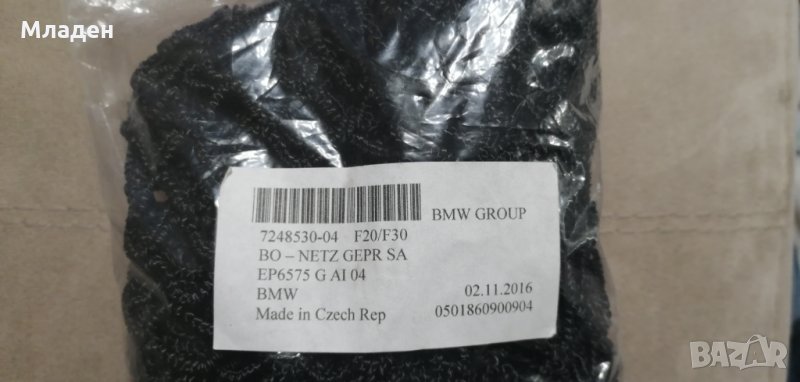 Младен
BMW GROUP
7248530-04 F20/F30
BO – NETZ GEPR SA
EP6575 G AI 04
BMW 02.11.2016
Made in Czech Rep 0501860900904
BAZAR